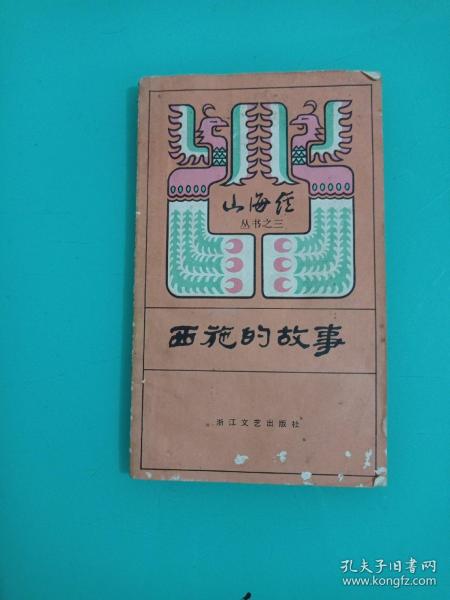 山海经
丛书之三
西施的故事
浙江文艺出版社
孔夫子旧书网
www.kongfz.com